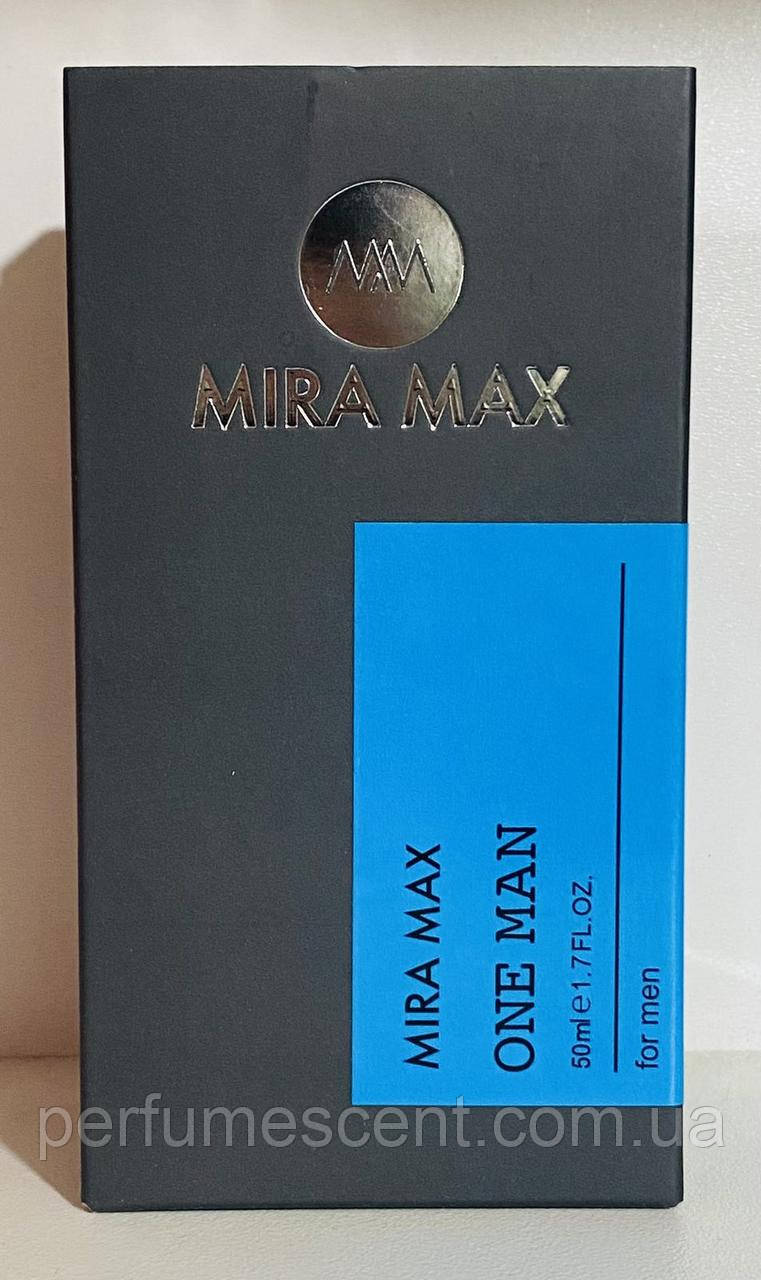 MIRA MAX
MIRA MAX
ONE MAN
50ml e 1.7FL.OZ.
for men
perfumescent.com.ua